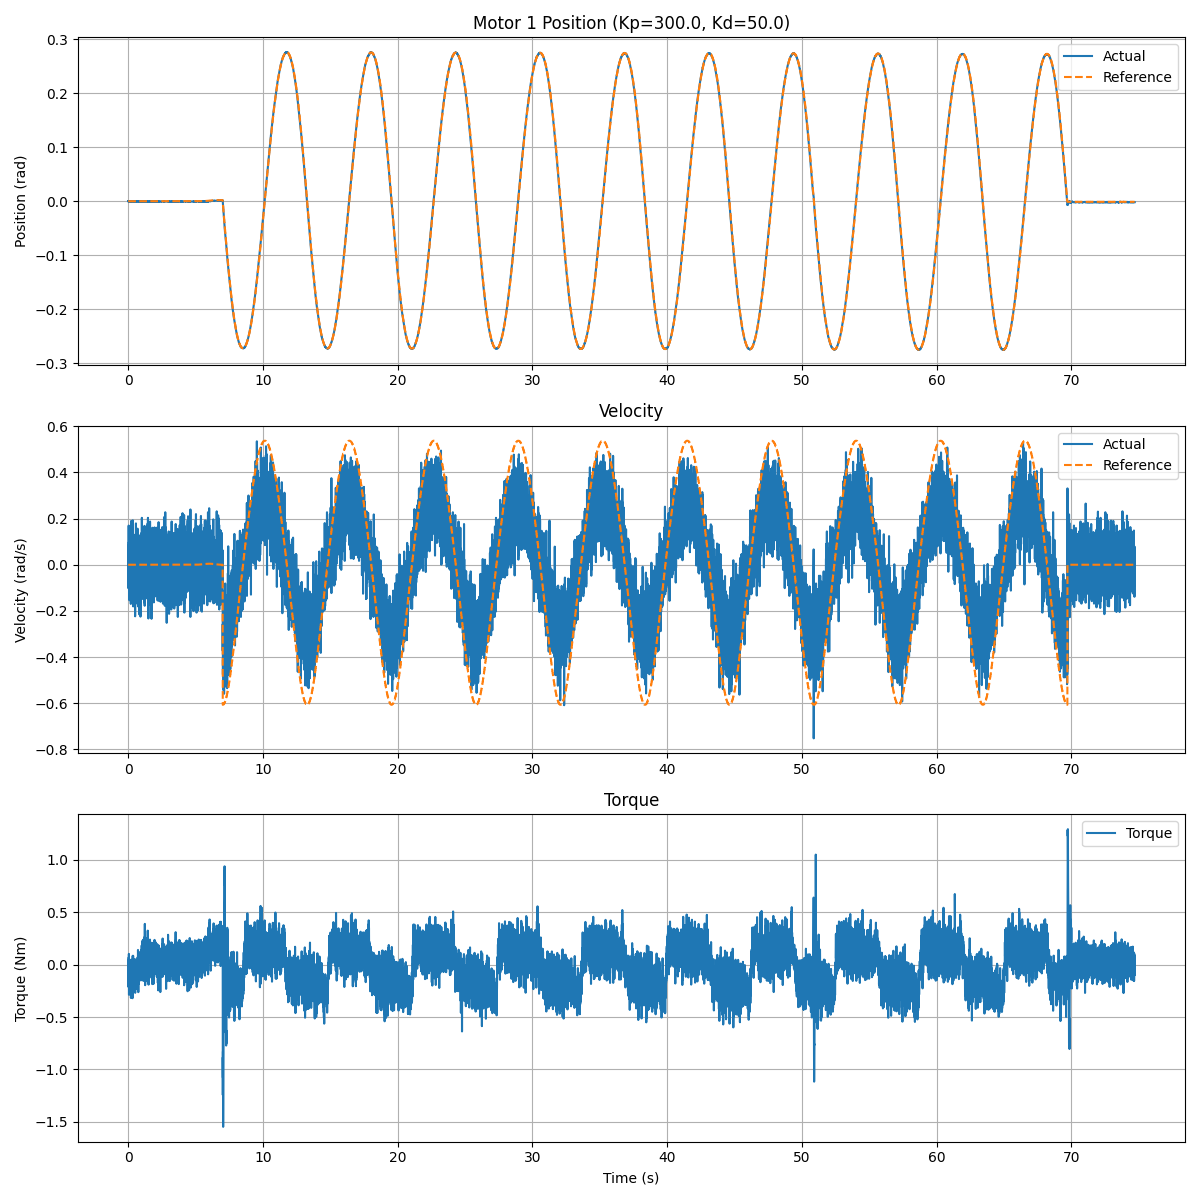 Motor 1 Position (Kp=300.0, Kd=50.0)
Position (rad)
0.3
0.2
0.1
0.0
−0.1
−0.2
−0.3
Actual
Reference
0 10 20 30 40 50 60 70
Velocity
Velocity (rad/s)
0.6
0.4
0.2
0.0
−0.2
−0.4
−0.6
−0.8
Actual
Reference
0 10 20 30 40 50 60 70
Torque
Torque (Nm)
1.0
0.5
0.0
−0.5
−1.0
−1.5
Torque
0 10 20 30 40 50 60 70
Time (s)